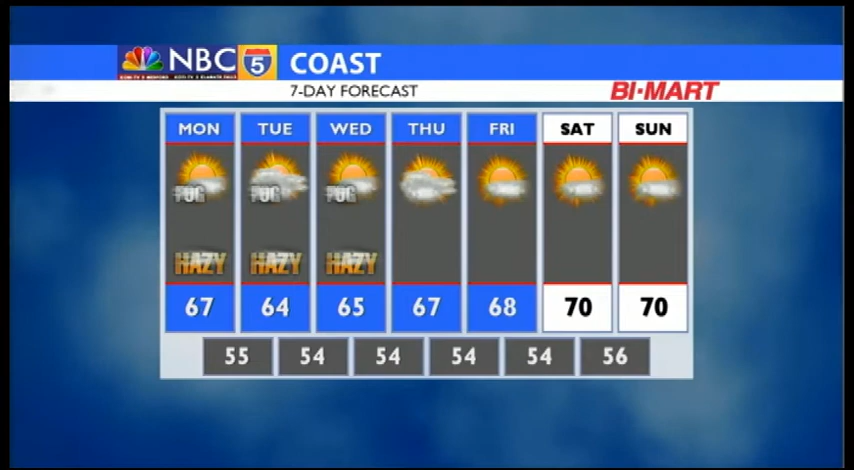 NBC 5 COAST
7-DAY FORECAST BI-MART
MON TUE WED THU FRI SAT SUN
FOG FOG FOG
HAZY HAZY HAZY
67 64 65 67 68 70 70
55 54 54 54 54 56